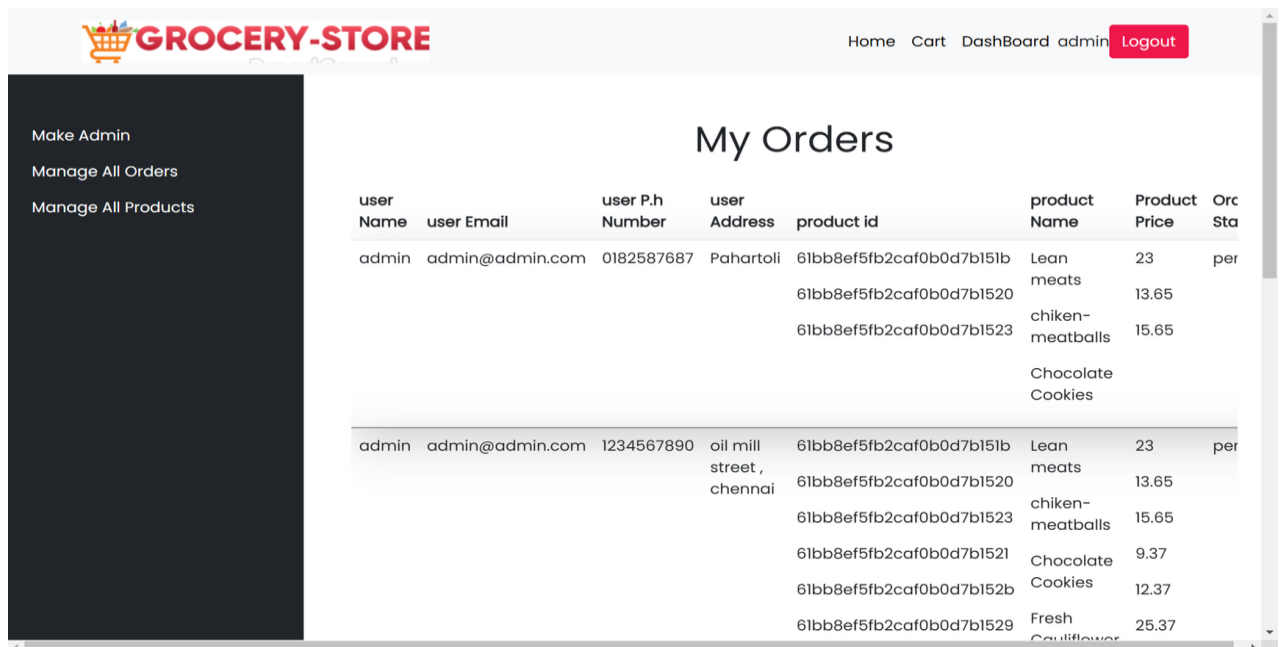 GROCERY-STORE
Home Cart DashBoard admin Logout
Make Admin
Manage All Orders
Manage All Products
My Orders
user Name user Email user P.h Number user Address product id product Name Product Price
admin admin@admin.com 0182587687 Pahartoli 61bb8ef5fb2caf0b0d7b151b Lean meats 23
61bb8ef5fb2caf0b0d7b1520 chiken-meatballs 13.65
61bb8ef5fb2caf0b0d7b1523 Chocolate Cookies 15.65
admin admin@admin.com 1234567890 oil mill street , chennai 61bb8ef5fb2caf0b0d7b151b Lean meats 23
61bb8ef5fb2caf0b0d7b1520 chiken-meatballs 13.65
61bb8ef5fb2caf0b0d7b1523 Chocolate Cookies 15.65
61bb8ef5fb2caf0b0d7b1521 Fresh Cauliflower 9.37
61bb8ef5fb2caf0b0d7b152b 12.37
61bb8ef5fb2caf0b0d7b1529 25.37